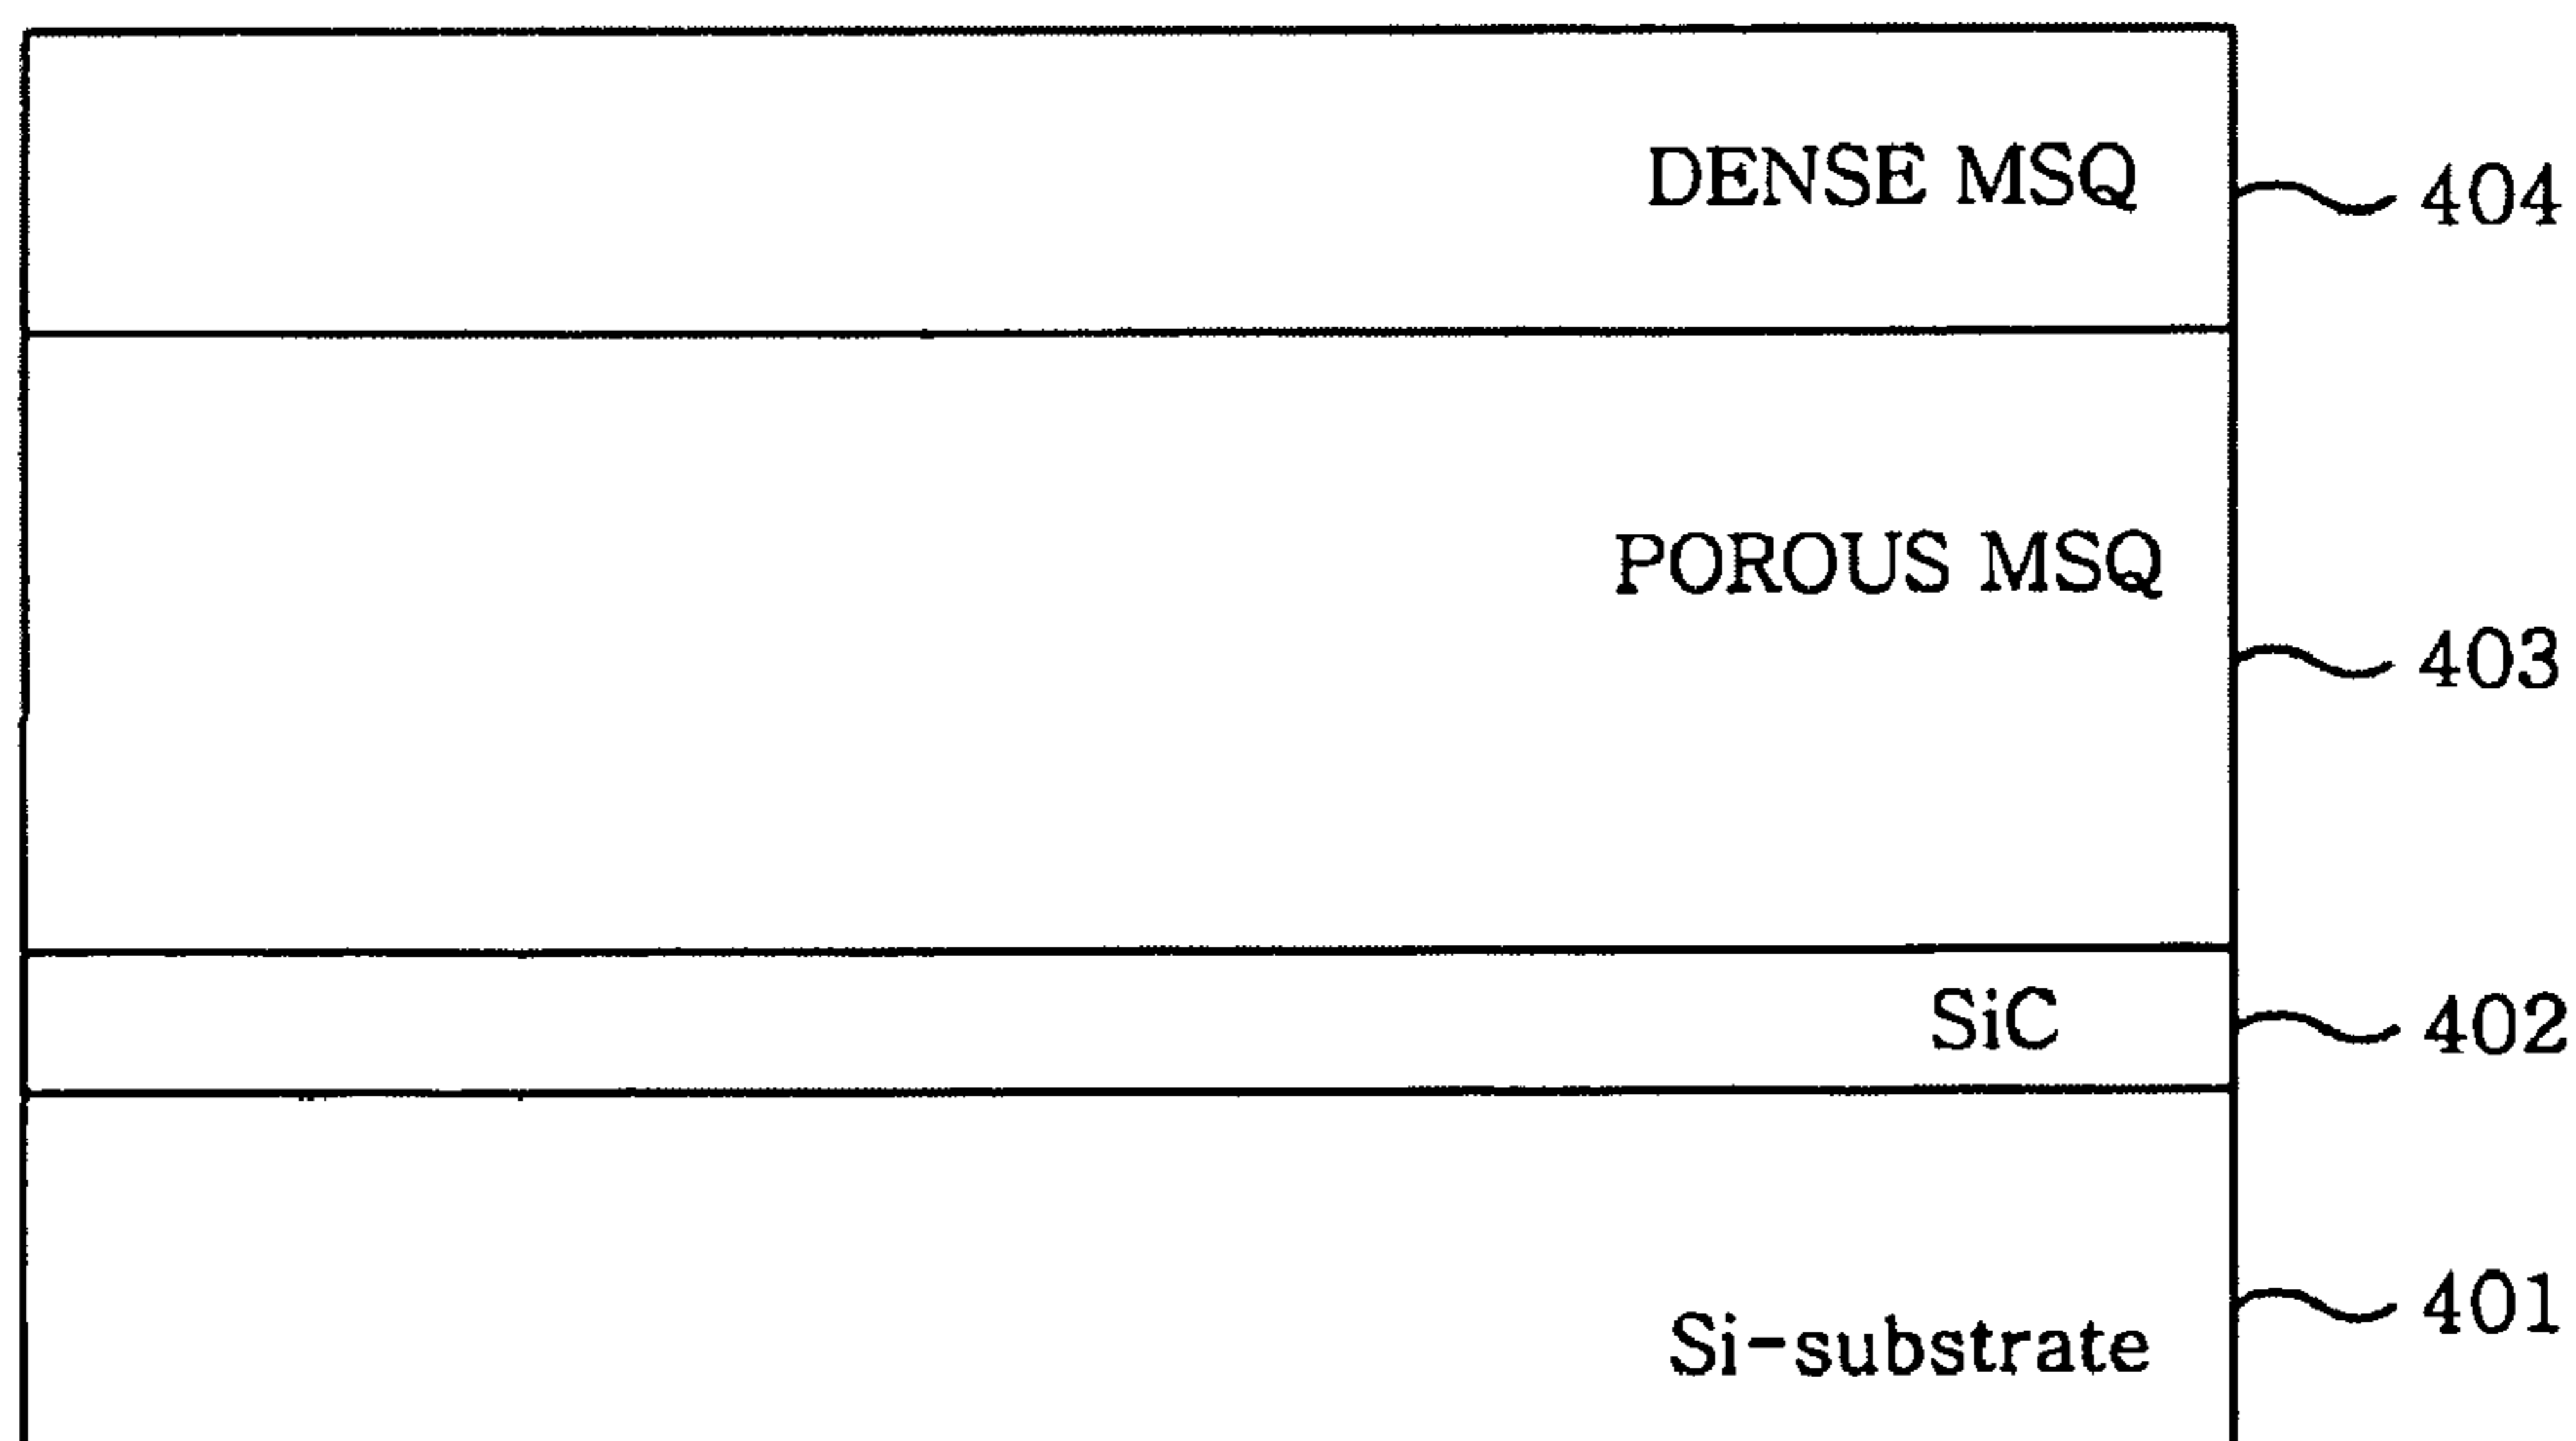 DENSE MSQ
404
POROUS MSQ
403
SiC
402
401
Si-substrate